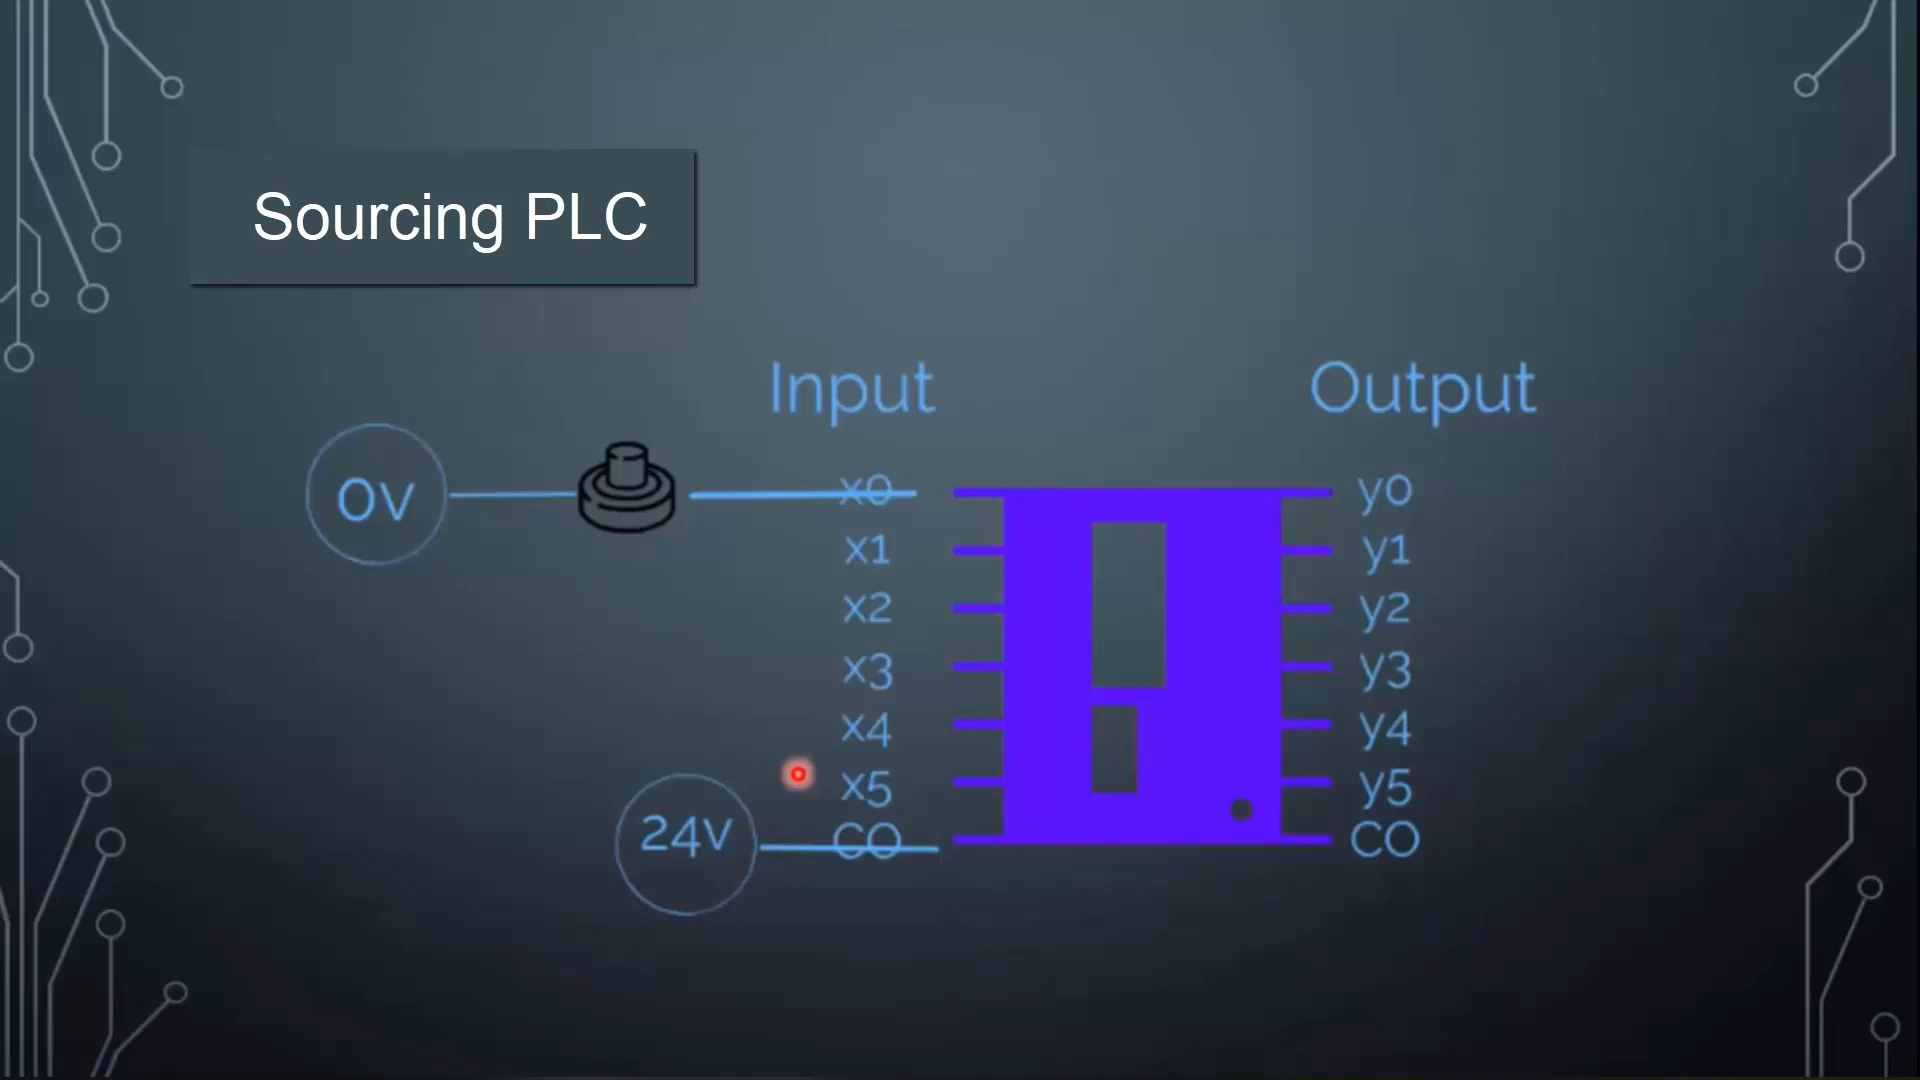 Sourcing PLC
Input
Output
0V
x0
y0
x1
y1
x2
y2
x3
y3
x4
y4
x5
y5
24V
CO
CO